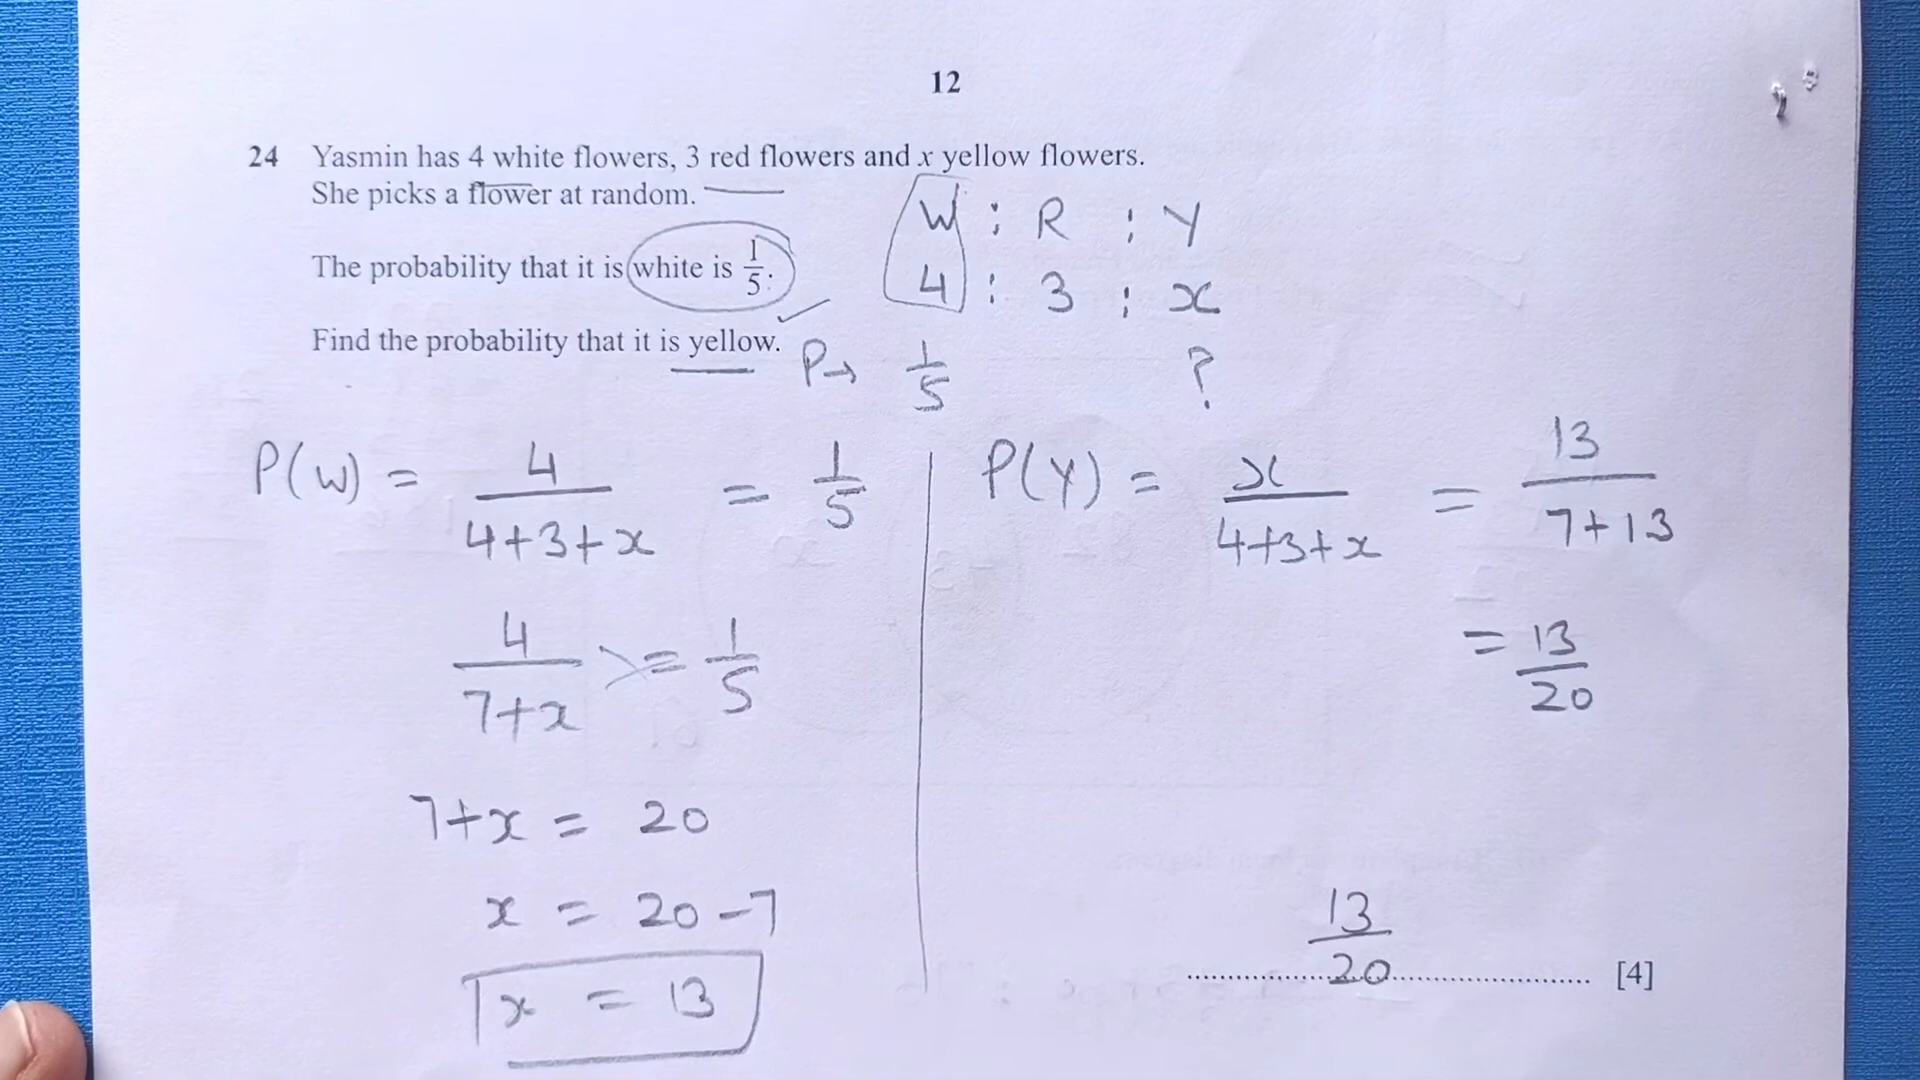 12
24 Yasmin has 4 white flowers, 3 red flowers and x yellow flowers.
She picks a flower at random.
W : R : Y
The probability that it is white is 1/5.
4 : 3 : x
Find the probability that it is yellow.
P→ 1/5 ?
P(W) = 4/(4+3+x) = 1/5
4/(7+x) = 1/5
7+x = 20
x = 20-7
x = 13
P(Y) = x/(4+3+x) = 13/(7+13)
= 13/20
13/20
[4]